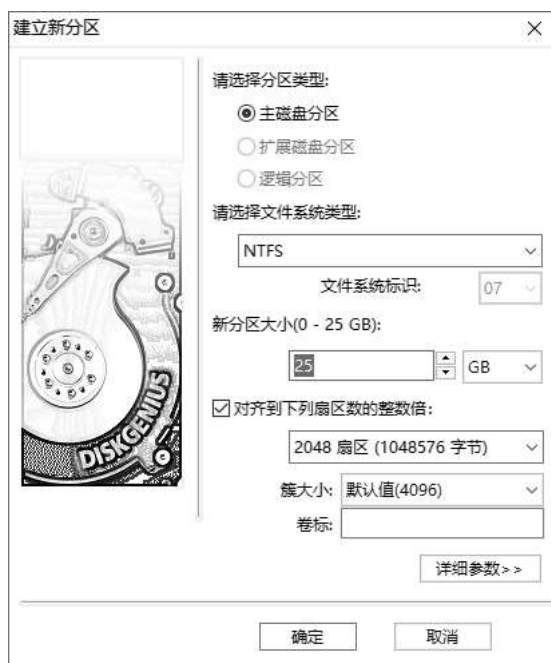 建立新分区
请选择分区类型:
主磁盘分区
扩展磁盘分区
逻辑分区
请选择文件系统类型:
NTFS
文件系统标识: 07
新分区大小(0 - 25 GB):
25 GB
对齐到下列扇区数的整数倍:
2048 扇区 (1048576 字节)
簇大小: 默认值(4096)
卷标:
DISKGENIUS
详细参数>>
确定 取消